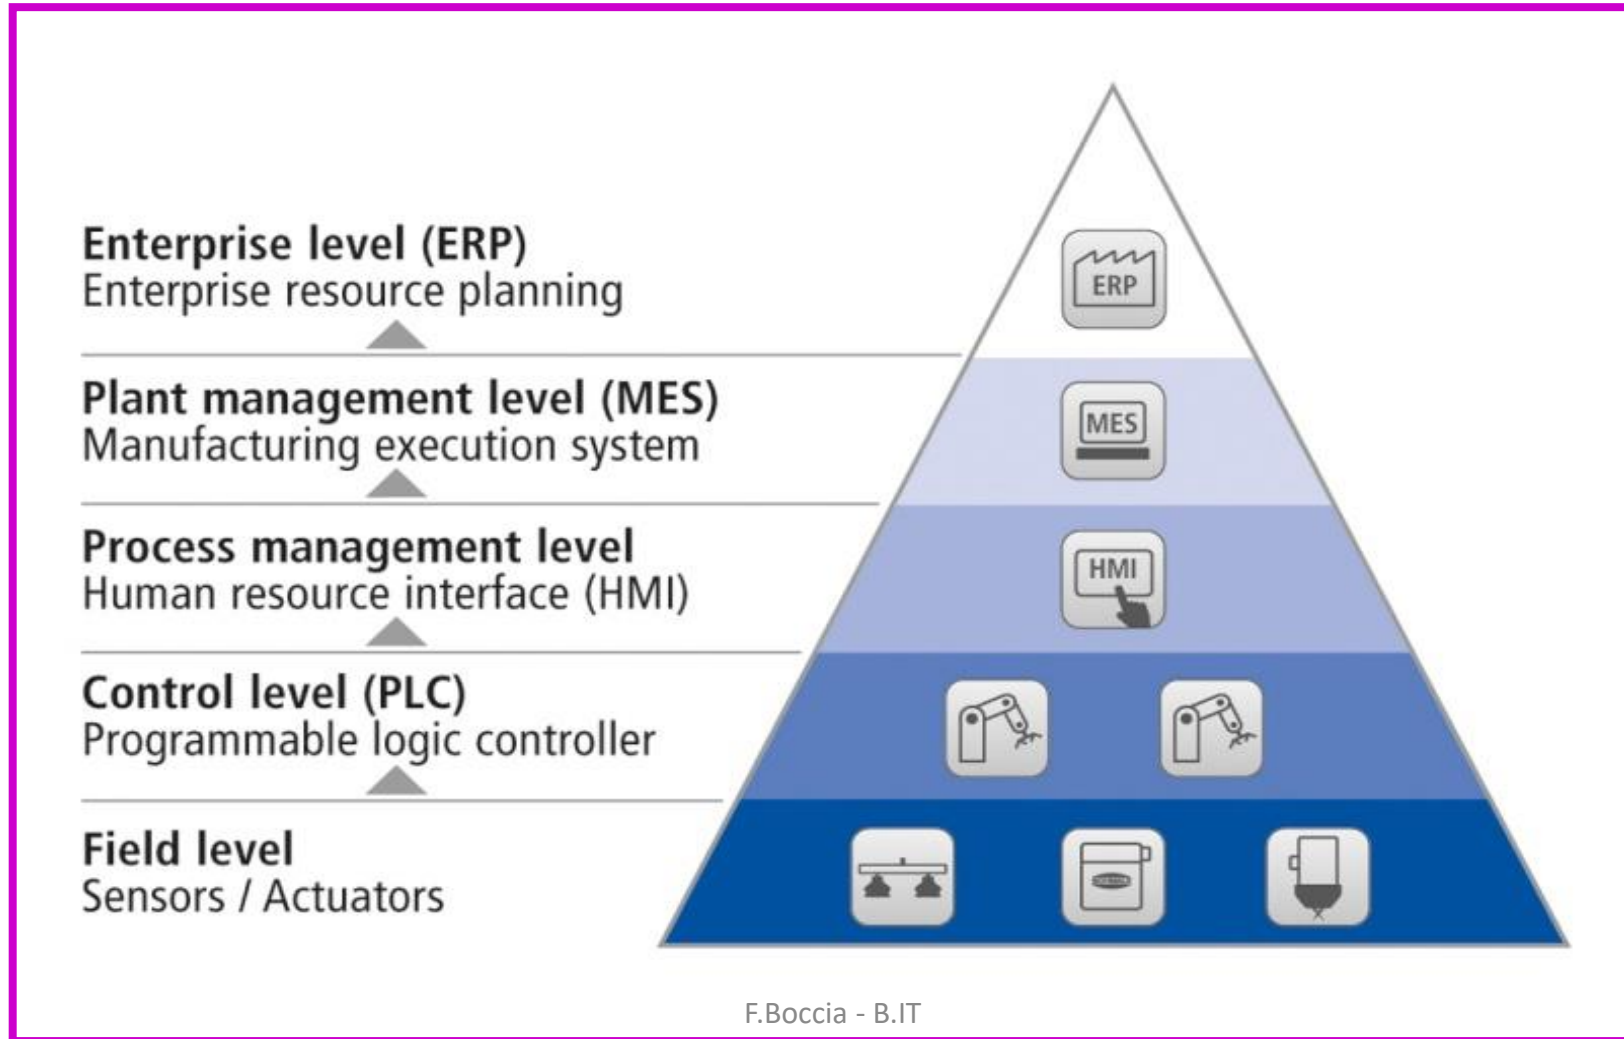 Enterprise level (ERP)
Enterprise resource planning
ERP
Plant management level (MES)
Manufacturing execution system
MES
Process management level
Human resource interface (HMI)
HMI
Control level (PLC)
Programmable logic controller
Field level
Sensors / Actuators
F.Boccia - B.IT